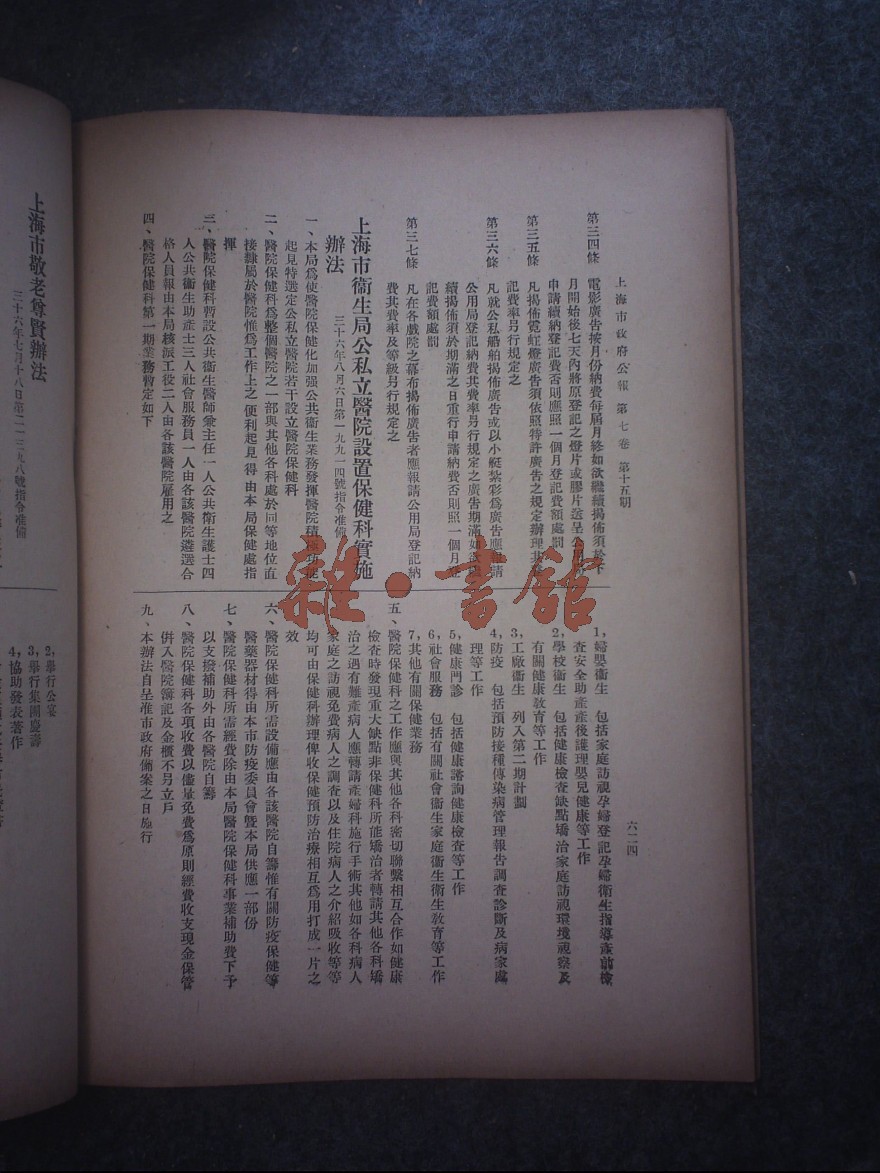 上海市政府公報　第七卷　第十五期
六二四
第三四條　電影廣告按月份納費每屆月終如欲繼續揭佈須於下
月開始後七天內將原登記之燈片或膠片送呈
申請續納登記費否則應照一個月登記費額處罰
第三五條　凡揭佈霓虹燈廣告須依照特許廣告之規定辦理其登
記費率另行規定之
第三六條　凡就公私船舶揭佈廣告或以小艇紮彩爲廣告應報請
公用局登記納費其費率另行規定之廣告期滿如欲繼
續揭佈須於期滿之日重行申請納費否則照一個月登
記費額處罰
第三七條　凡在各戲院之幕布揭佈廣告者應報請公用局登記納
費其費率及等級另行規定之
上海市衞生局公私立醫院設置保健科實施
辦法
三十六年八月六日第一九九一四號指令准備
一、本局爲使醫院保健化加强公共衞生業務發揮醫院積極功能
起見特選定公私立醫院若干設立醫院保健科
二、醫院保健科爲整個醫院之一部與其他各科處於同等地位直
接隸屬於醫院惟爲工作上之便利起見得由本局保健處指
揮
三、醫院保健科暫設公共衞生醫師兼主任一人公共衞生護士四
人公共衞生助產士三人社會服務員一人由各該醫院遴選合
格人員報由本局核派工役二人由各該醫院雇用之
四、醫院保健科第一期業務暫定如下
1,婦嬰衞生　包括家庭訪視孕婦登記孕婦衞生指導產前檢
查安全助產產後護理嬰兒健康等工作
2,學校衞生　包括健康檢查缺點矯治家庭訪視環境視察及
有關健康教育等工作
3,工廠衞生　列入第二期計劃
4,防疫　包括預防接種傳染病管理報告調查診斷及病家處
理等工作
5,健康門診　包括健康諮詢健康檢查等工作
6,社會服務　包括有關社會衞生家庭衞生衞生教育等工作
7,其他有關保健業務
五、醫院保健科之工作應與其他各科密切聯繫相互合作如健康
檢查時發現重大缺點非保健科所能矯治者轉請其他各科矯
治之遇有難產病人應轉請產婦科施行手術其他如各科病人
家庭之訪視免費病人之調查以及住院病人之介紹吸收等等
均可由保健科辦理俾收保健預防治療相互爲用打成一片之
效
六、醫院保健科所需設備應由各該醫院自籌惟有關防疫保健等
醫藥器材得由本市防疫委員會曁本局供應一部份
七、醫院保健科所需經費除由本局醫院保健科事業補助費下予
以支撥補助外由各醫院自籌
八、醫院保健科各項收費以儘量免費爲原則經費收支現金保管
併入醫院簿記及金櫃不另立戶
九、本辦法自呈准市政府備案之日施行
上海市敬老尊賢辦法
三十六年七月十八日第二一三九八號指令准備
2,舉行公宴
3,舉行集團慶壽
4,協助發表著作
雜·書館